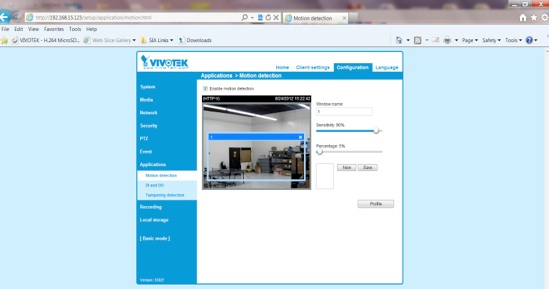 http://192.168.15.123/setup/application/motion.html
Motion detection
File Edit View Favorites Tools Help
VIVOTEK - H.264 MicroSD...
Web Slice Gallery
SIA Links
Downloads
Page
Safety
Tools
VIVOTEK
Home Client settings Configuration Language
Applications > Motion detection
System
Media
Network
Security
PTZ
Event
Applications
Motion detection
DI and DO
Tampering detection
Recording
Local storage
[ Basic mode ]
Enable motion detection
8/24/2012 11:22:42
Window name:
1
Sensitivity: 90%
Percentage: 5%
New Save
Profile